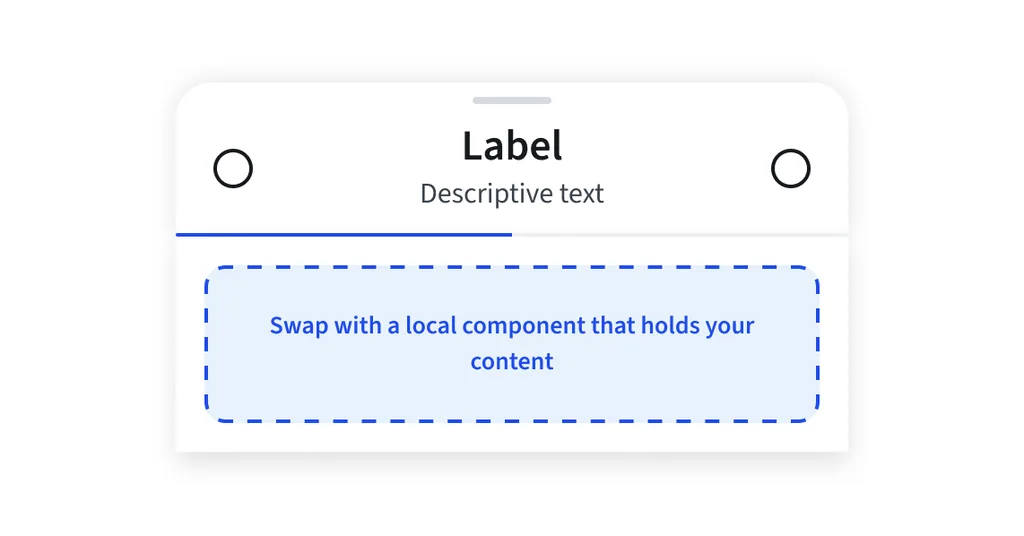 Label
Descriptive text
Swap with a local component that holds your
content